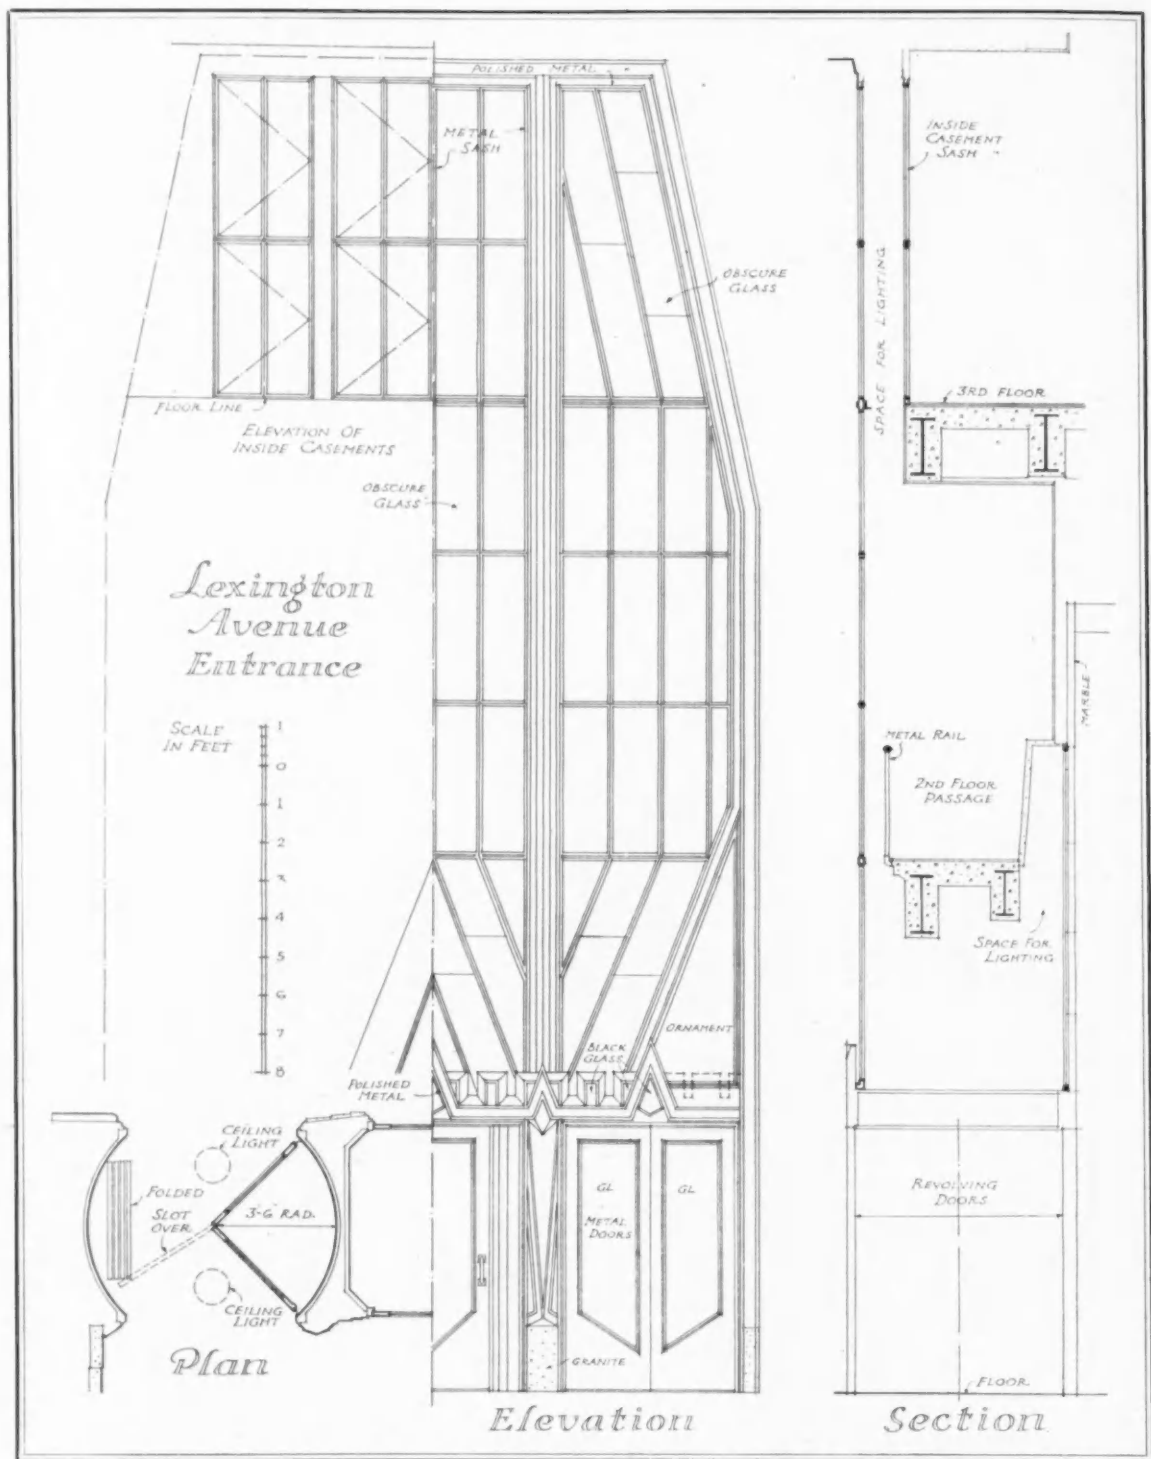 POLISHED METAL
METAL
SASH
INSIDE
CASEMENT
SASH
OBSCURE
GLASS
SPACE FOR LIGHTING
3RD FLOOR
FLOOR LINE
ELEVATION OF
INSIDE CASEMENTS
OBSCURE
GLASS
Lexington
Avenue
Entrance
SCALE
IN FEET
1
0
1
2
3
4
5
6
7
8
MARBLE
METAL RAIL
2ND FLOOR
PASSAGE
SPACE FOR
LIGHTING
ORNAMENT
BLACK
GLASS
POLISHED
METAL
CEILING
LIGHT
FOLDED
SLOT
OVER
3'-6" RAD.
CEILING
LIGHT
GL
GL
METAL
DOORS
REVOLVING
DOORS
GRANITE
FLOOR
Plan
Elevation
Section